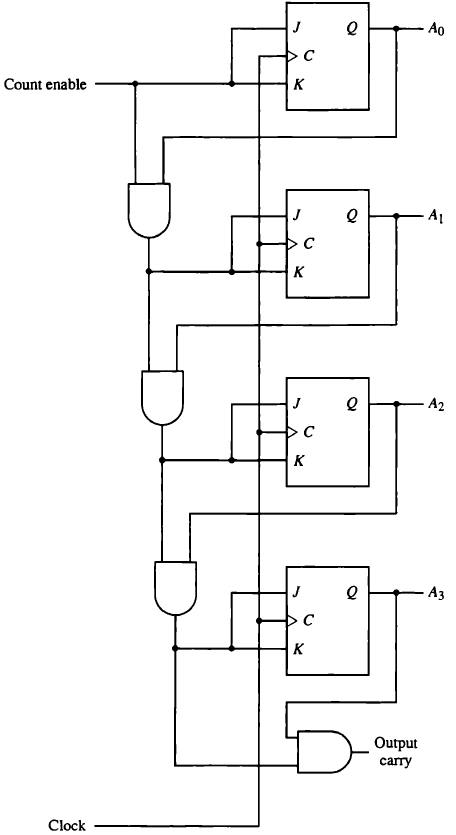 J Q A0
C
Count enable K
J Q A1
C
K
J Q A2
C
K
J Q A3
C
K
Output
carry
Clock